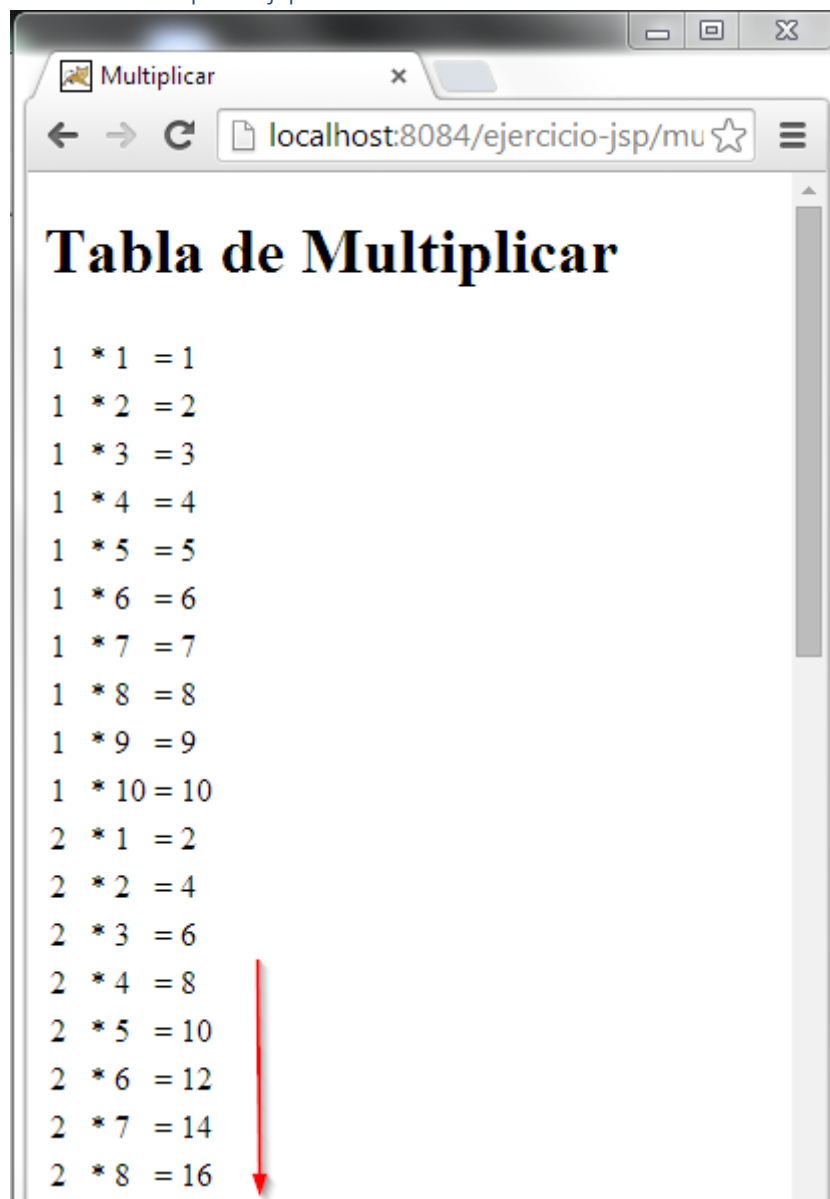 Multiplicar
localhost:8084/ejercicio-jsp/mu
Tabla de Multiplicar
1 * 1 = 1
1 * 2 = 2
1 * 3 = 3
1 * 4 = 4
1 * 5 = 5
1 * 6 = 6
1 * 7 = 7
1 * 8 = 8
1 * 9 = 9
1 * 10 = 10
2 * 1 = 2
2 * 2 = 4
2 * 3 = 6
2 * 4 = 8
2 * 5 = 10
2 * 6 = 12
2 * 7 = 14
2 * 8 = 16